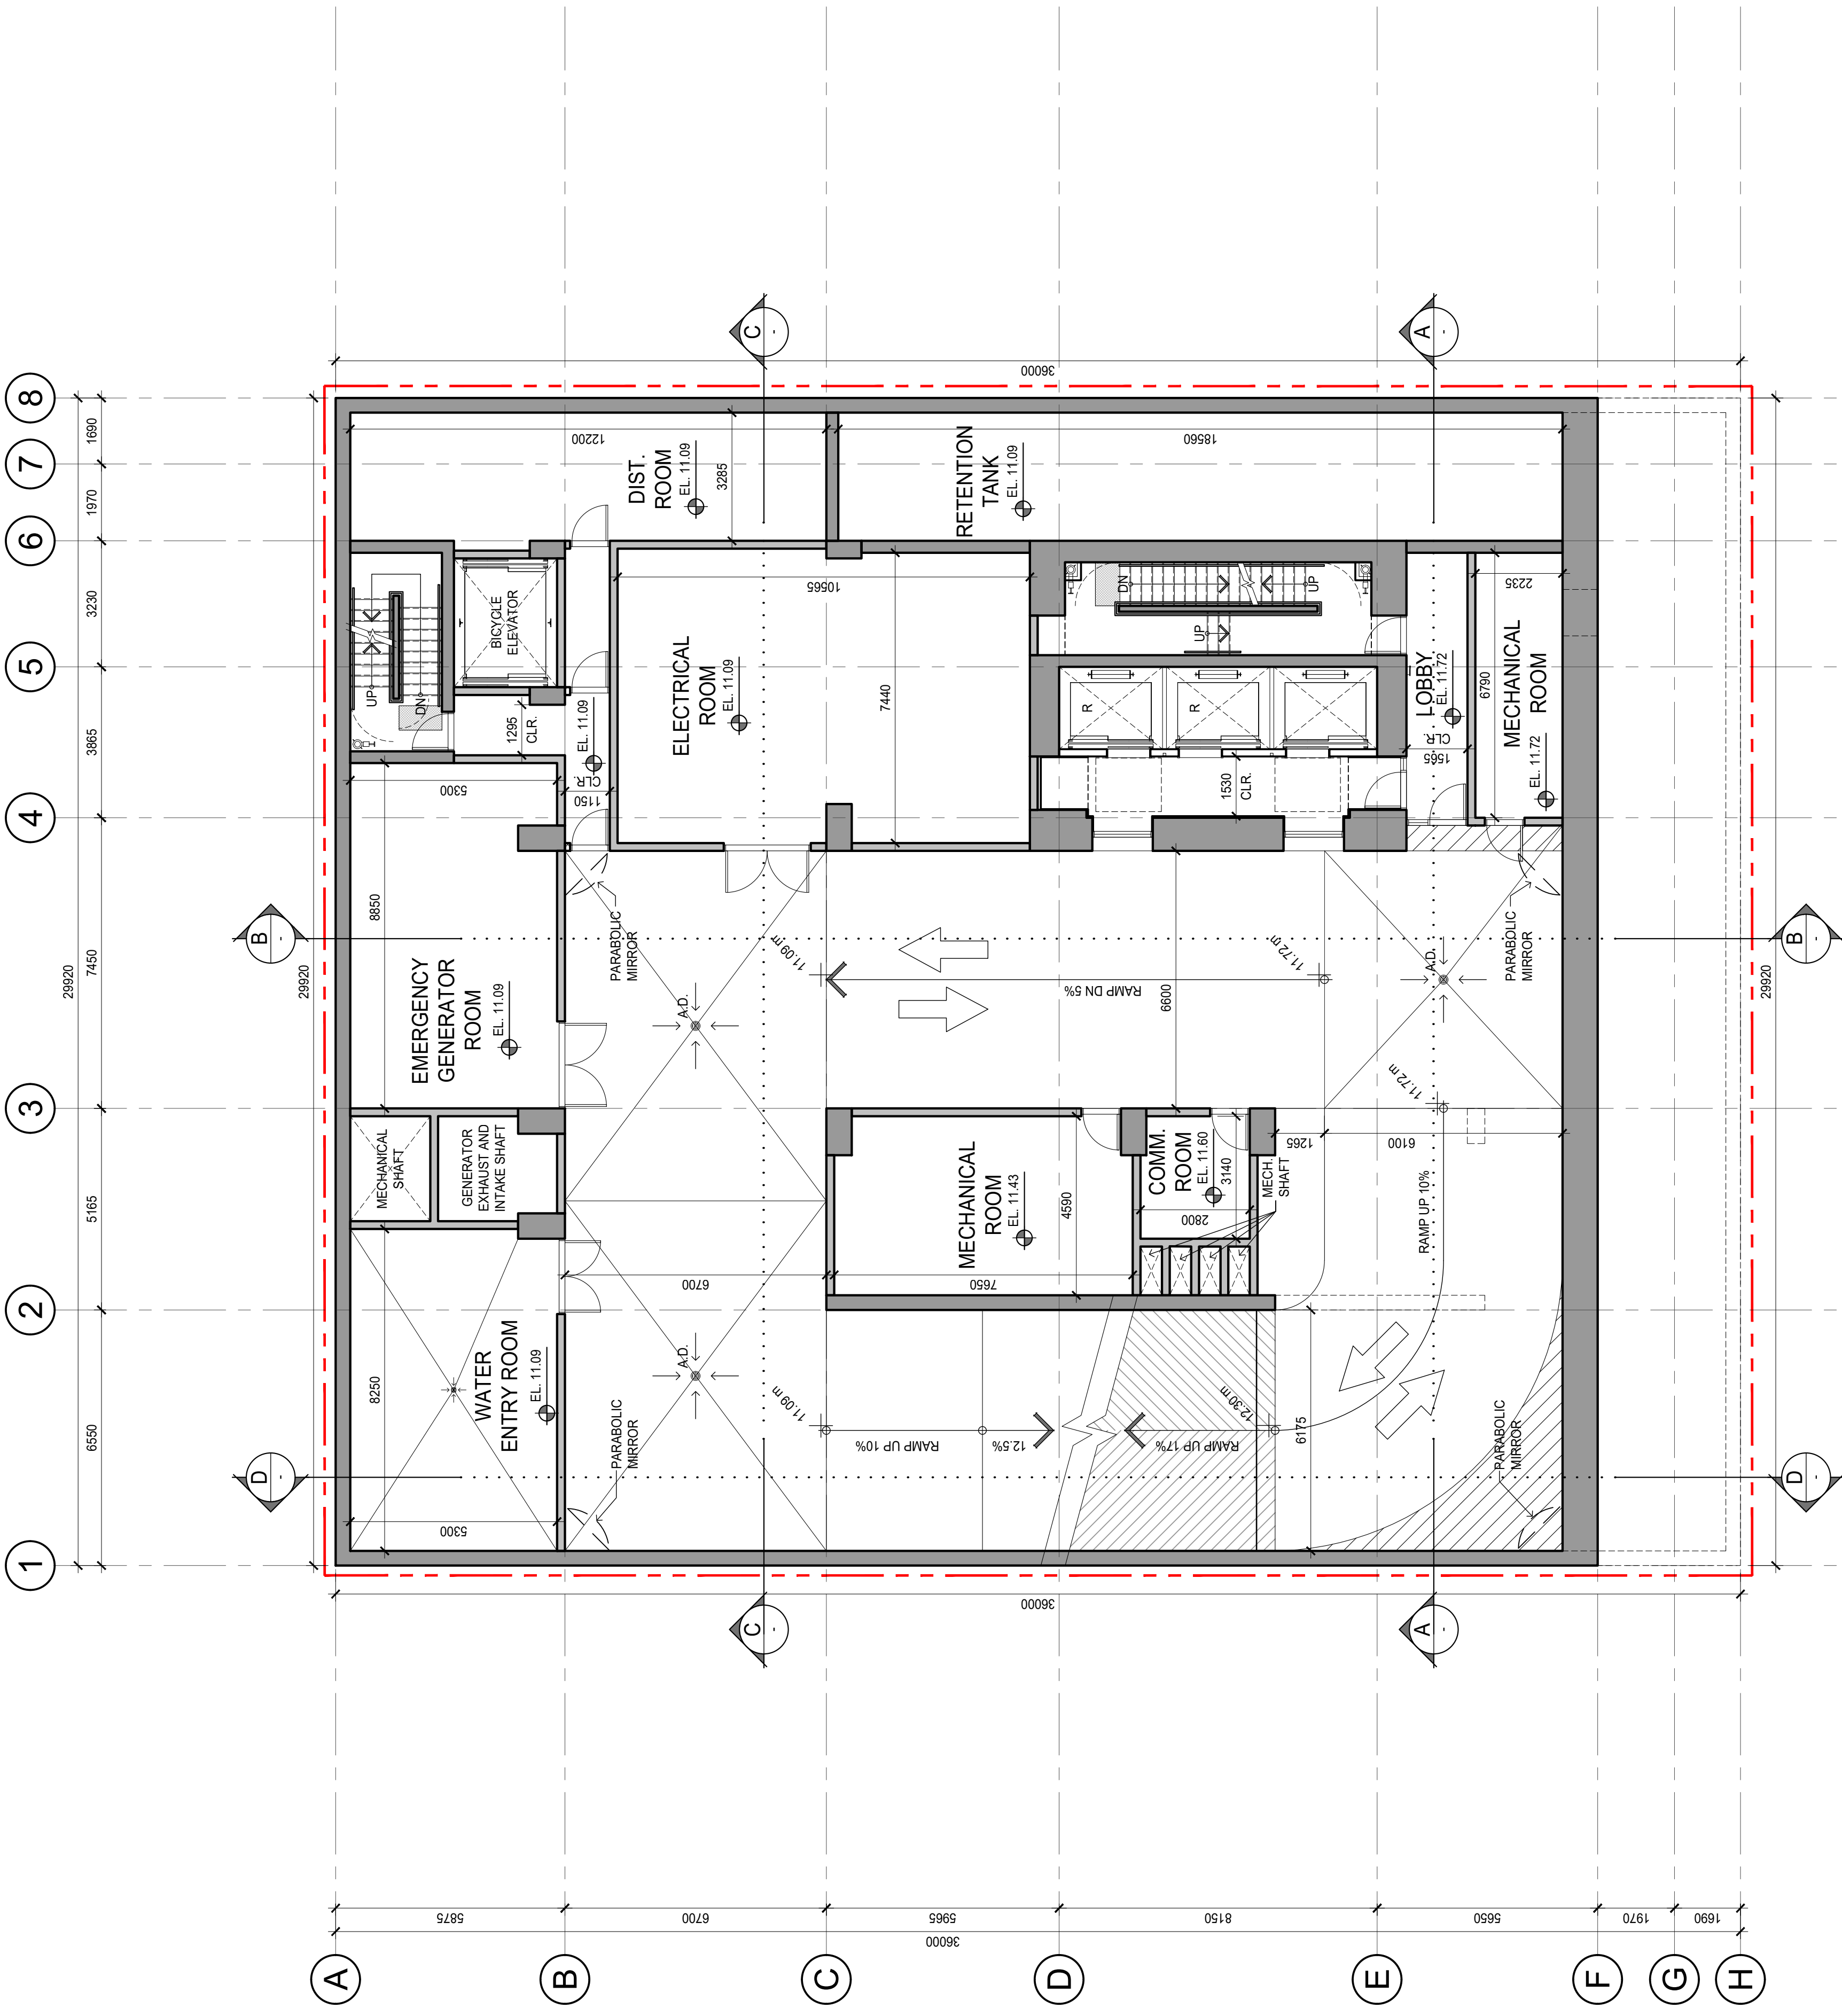 8
7
6
5
4
3
2
1
1690
1970
3230
3865
7450
5165
6550
29920
29920
29920
36000
36000
C
-
A
-
12200
18560
DIST.
ROOM
EL. 11.09
3285
RETENTION
TANK
EL. 11.09
UP
DN
BICYCLE
ELEVATOR
1295
CLR.
EL. 11.09
CLR.
1150
ELECTRICAL
ROOM
EL. 11.09
10565
7440
DN
UP
UP
R
R
1530
CLR.
LOBBY
EL. 11.72
CLR.
1565
2235
6790
MECHANICAL
ROOM
EL. 11.72
5300
8850
B
-
EMERGENCY
GENERATOR
ROOM
EL. 11.09
PARABOLIC
MIRROR
A.D.
11.09 m
RAMP DN 5%
11.72 m
6600
A.D.
PARABOLIC
MIRROR
B
-
11.72 m
MECHANICAL
SHAFT
GENERATOR
EXHAUST AND
INTAKE SHAFT
MECHANICAL
ROOM
EL. 11.43
4590
7650
COMM.
ROOM
EL. 11.60
3140
2800
MECH.
SHAFT
1265
6100
RAMP UP 10%
6700
8250
WATER
ENTRY ROOM
EL. 11.09
5300
A.D.
PARABOLIC
MIRROR
11.09 m
RAMP UP 10%
12.5%
RAMP UP 17%
12.30 m
6175
PARABOLIC
MIRROR
D
-
D
-
C
-
A
-
5875
6700
5965
8150
5650
1970
1690
36000
A
B
C
D
E
F
G
H